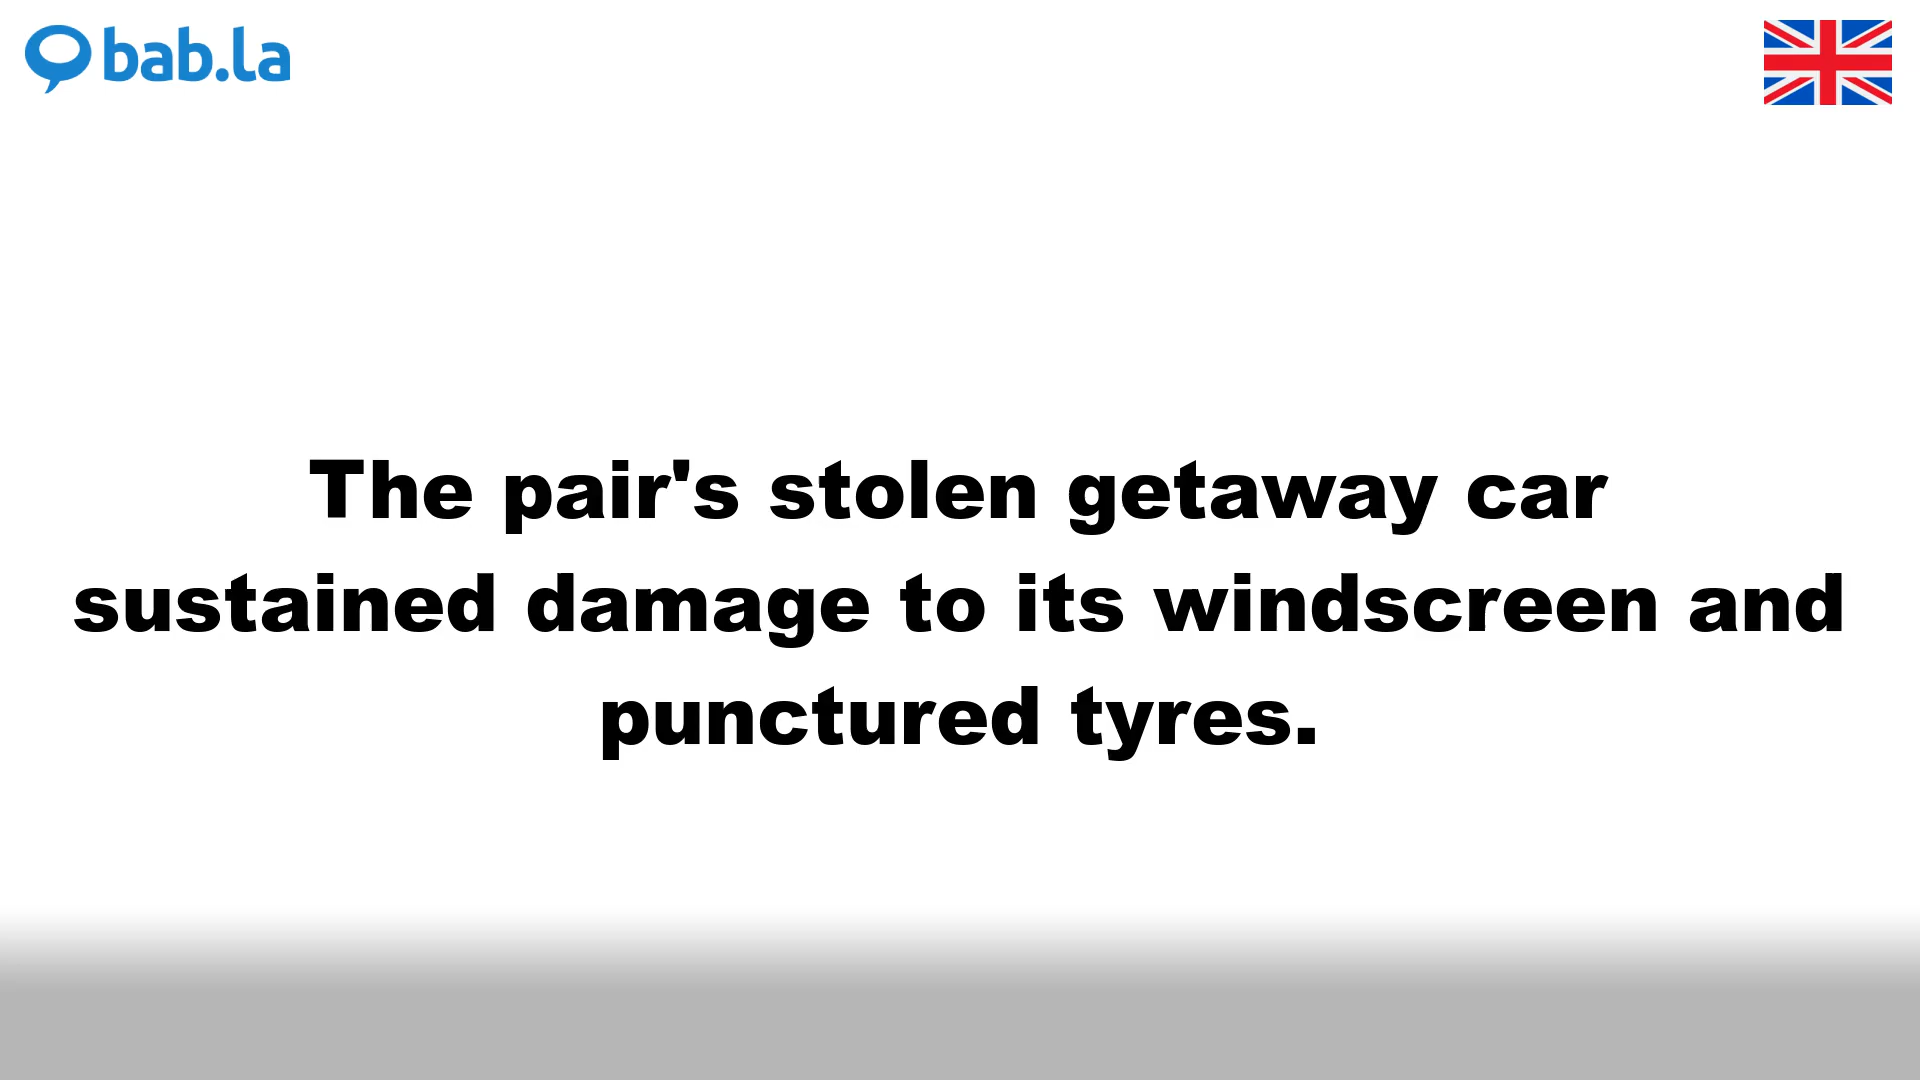 bab.la
The pair's stolen getaway car
sustained damage to its windscreen and
punctured tyres.